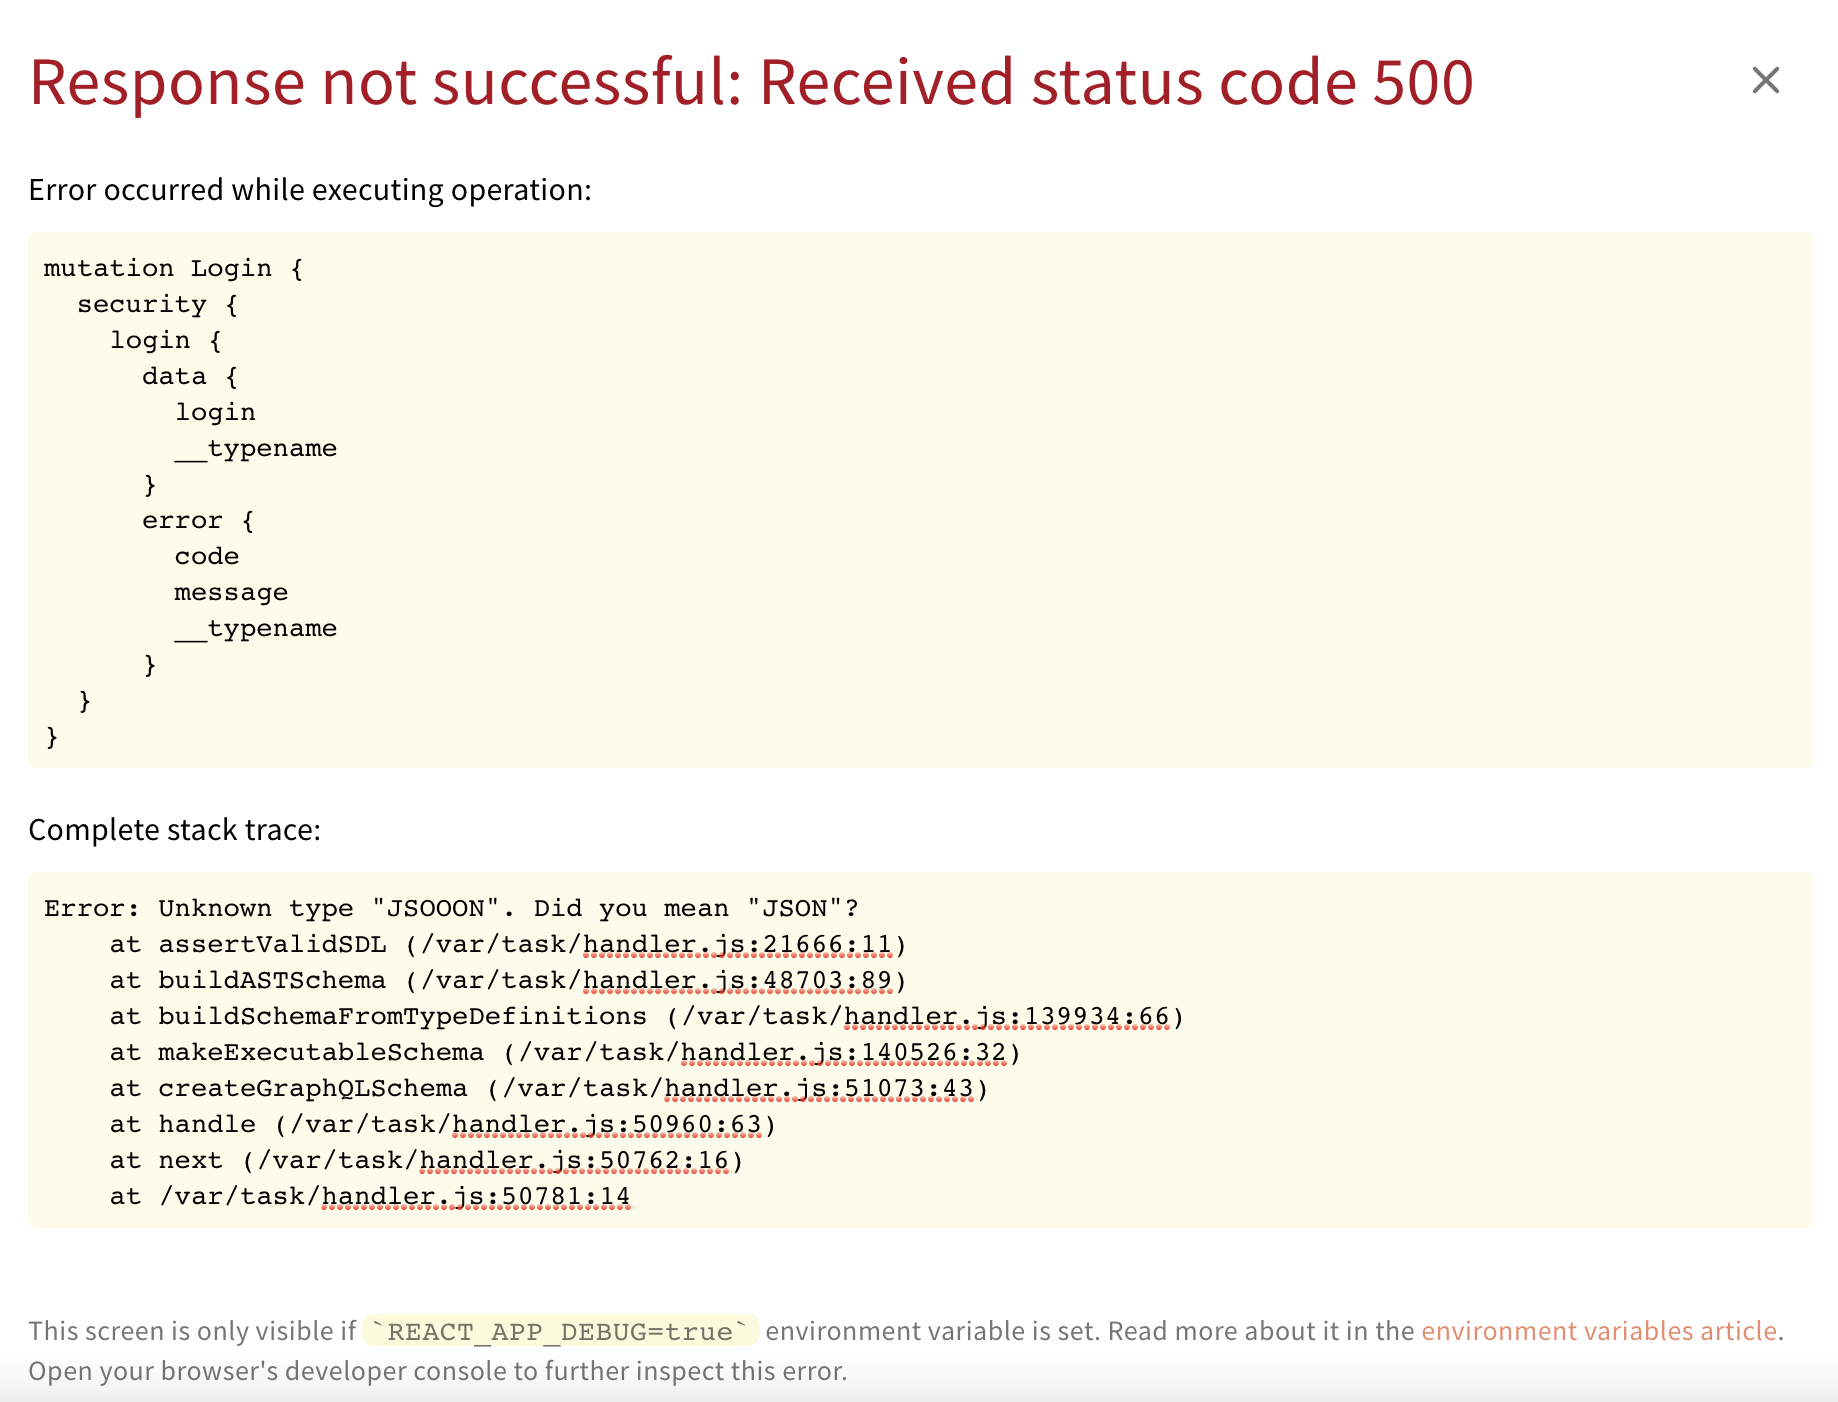 Response not successful: Received status code 500
Error occurred while executing operation:
mutation Login {
  security {
    login {
      data {
        login
        __typename
      }
      error {
        code
        message
        __typename
      }
  }
}
Complete stack trace:
Error: Unknown type "JSOOON". Did you mean "JSON"?
    at assertValidSDL (/var/task/handler.js:21666:11)
    at buildASTSchema (/var/task/handler.js:48703:89)
    at buildSchemaFromTypeDefinitions (/var/task/handler.js:139934:66)
    at makeExecutableSchema (/var/task/handler.js:140526:32)
    at createGraphQLSchema (/var/task/handler.js:51073:43)
    at handle (/var/task/handler.js:50960:63)
    at next (/var/task/handler.js:50762:16)
    at /var/task/handler.js:50781:14
This screen is only visible if `REACT_APP_DEBUG=true` environment variable is set. Read more about it in the environment variables article.
Open your browser's developer console to further inspect this error.